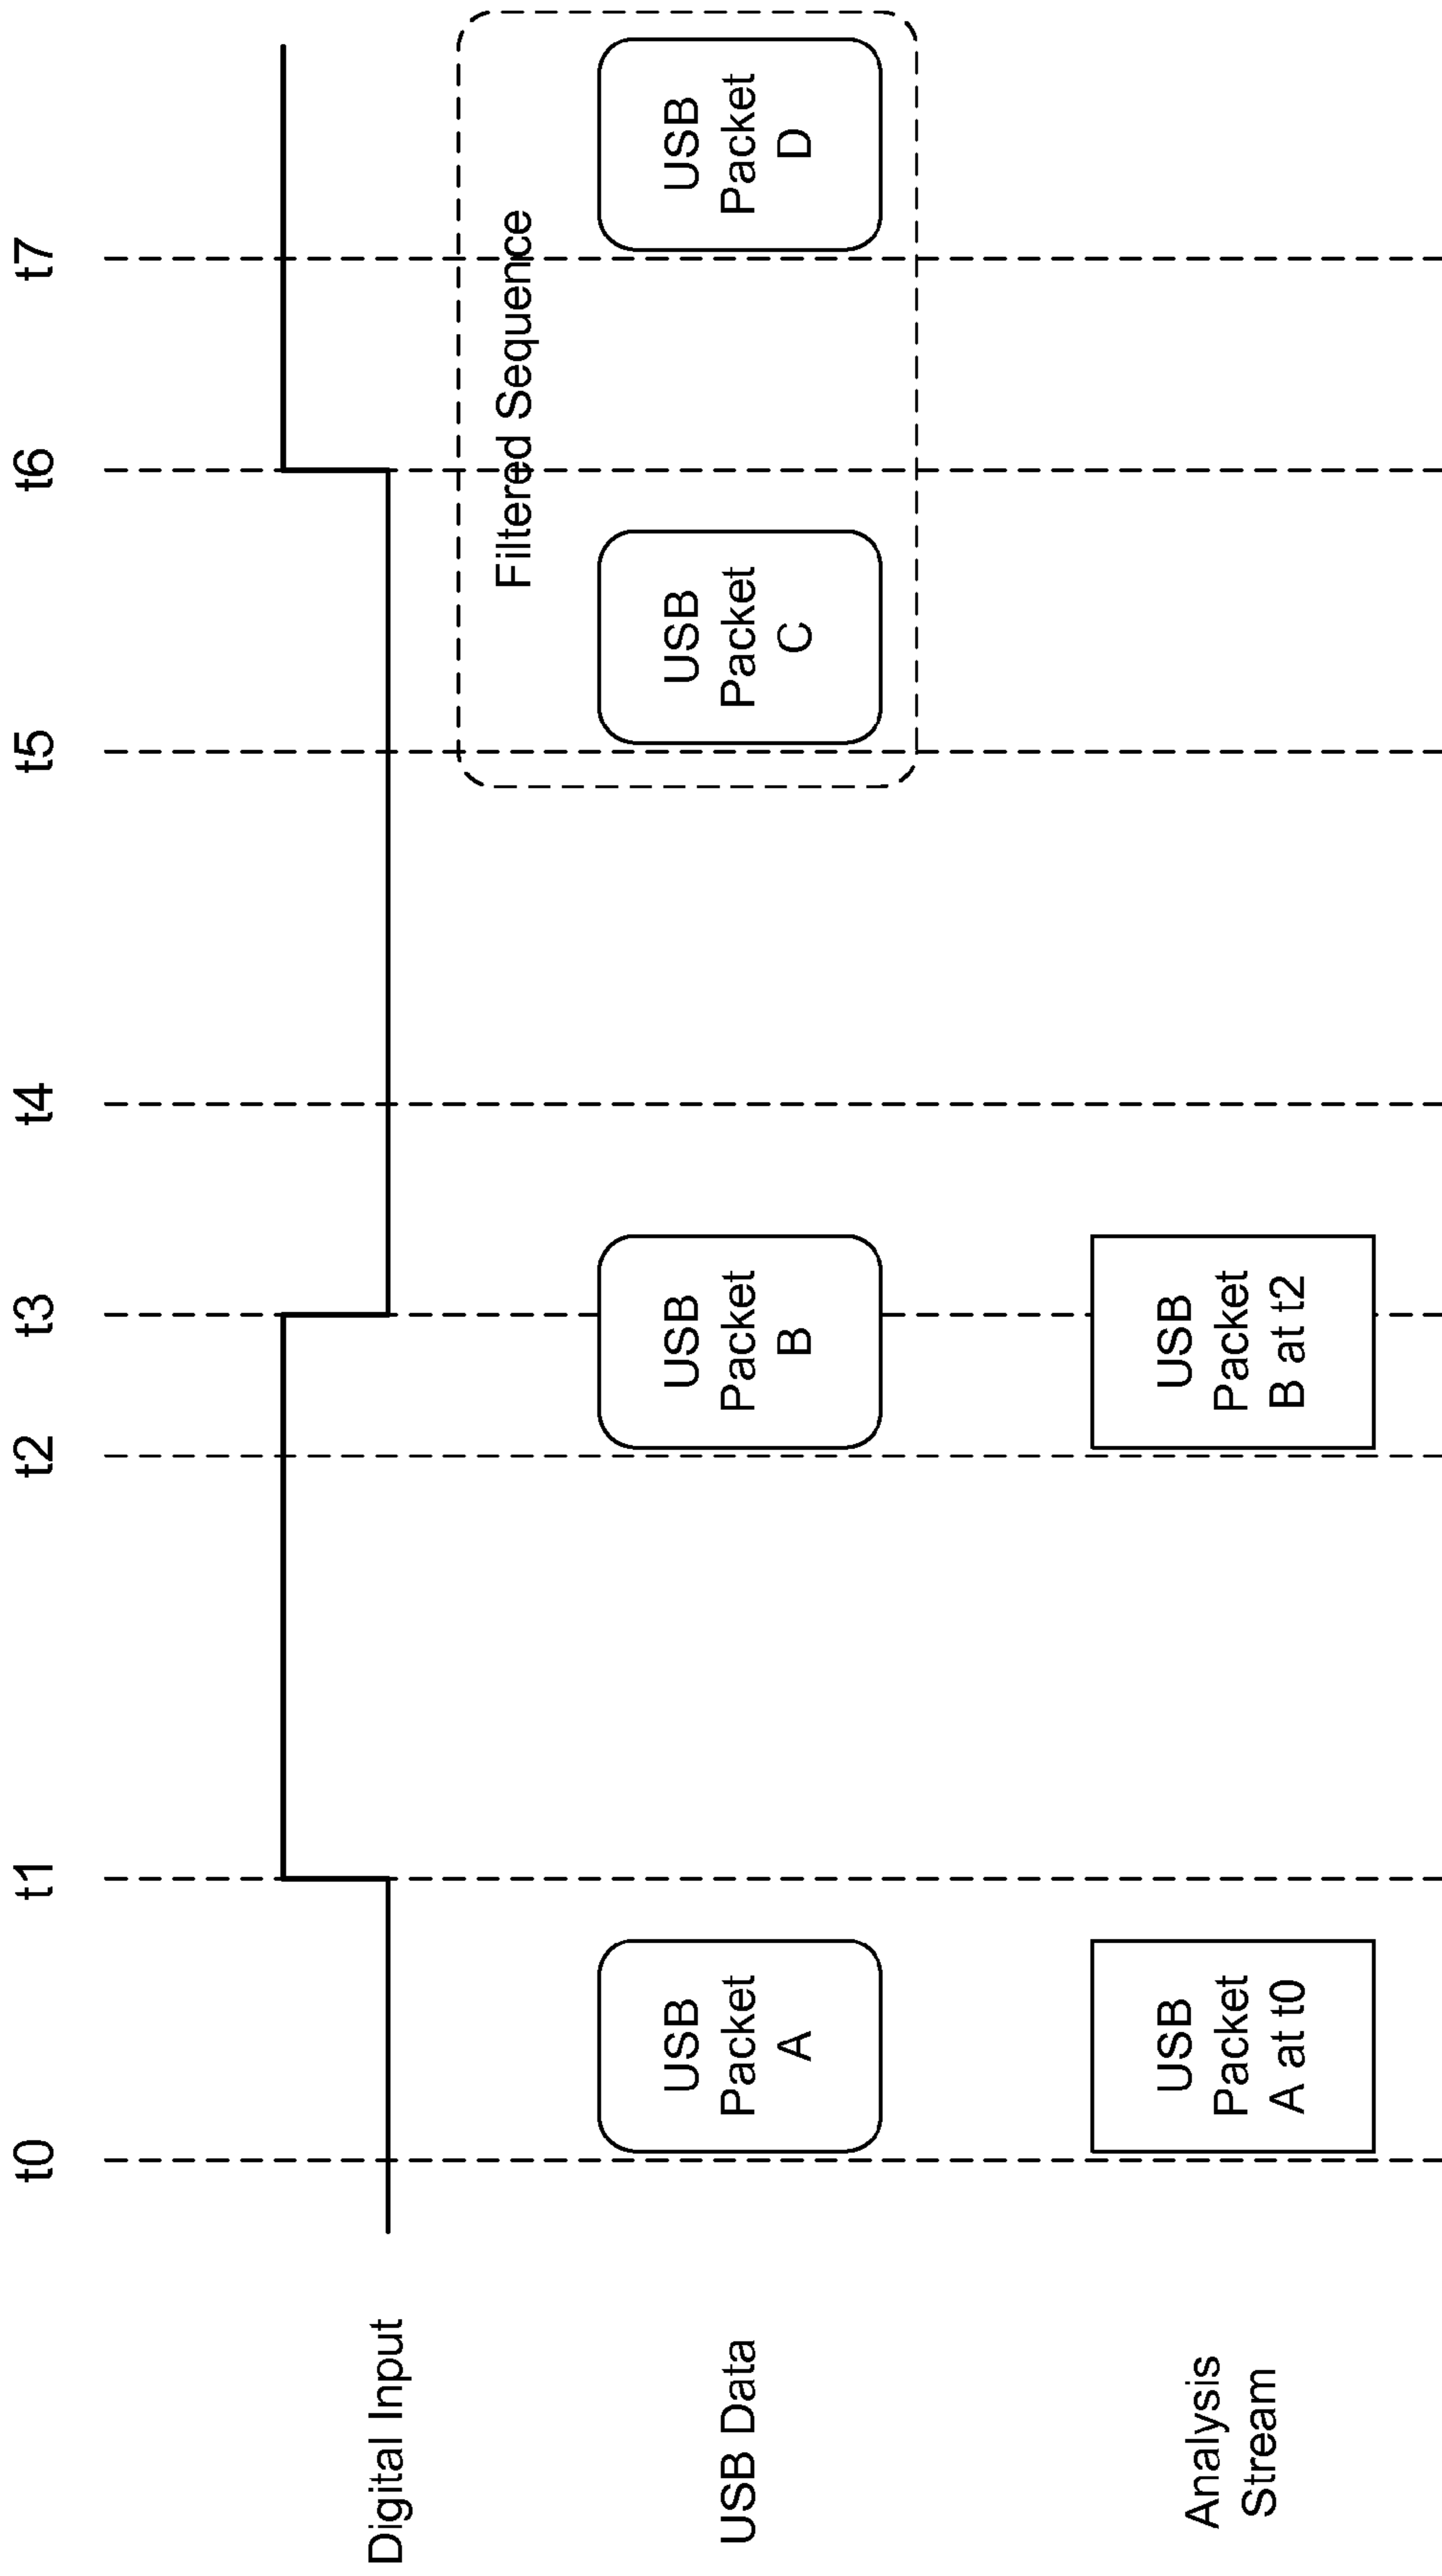 t0
t1
t2
t3
t4
t5
t6
t7
Digital Input
Filtered Sequence
USB Data
USB
Packet
A
USB
Packet
B
USB
Packet
C
USB
Packet
D
Analysis
Stream
USB
Packet
A at t0
USB
Packet
B at t2